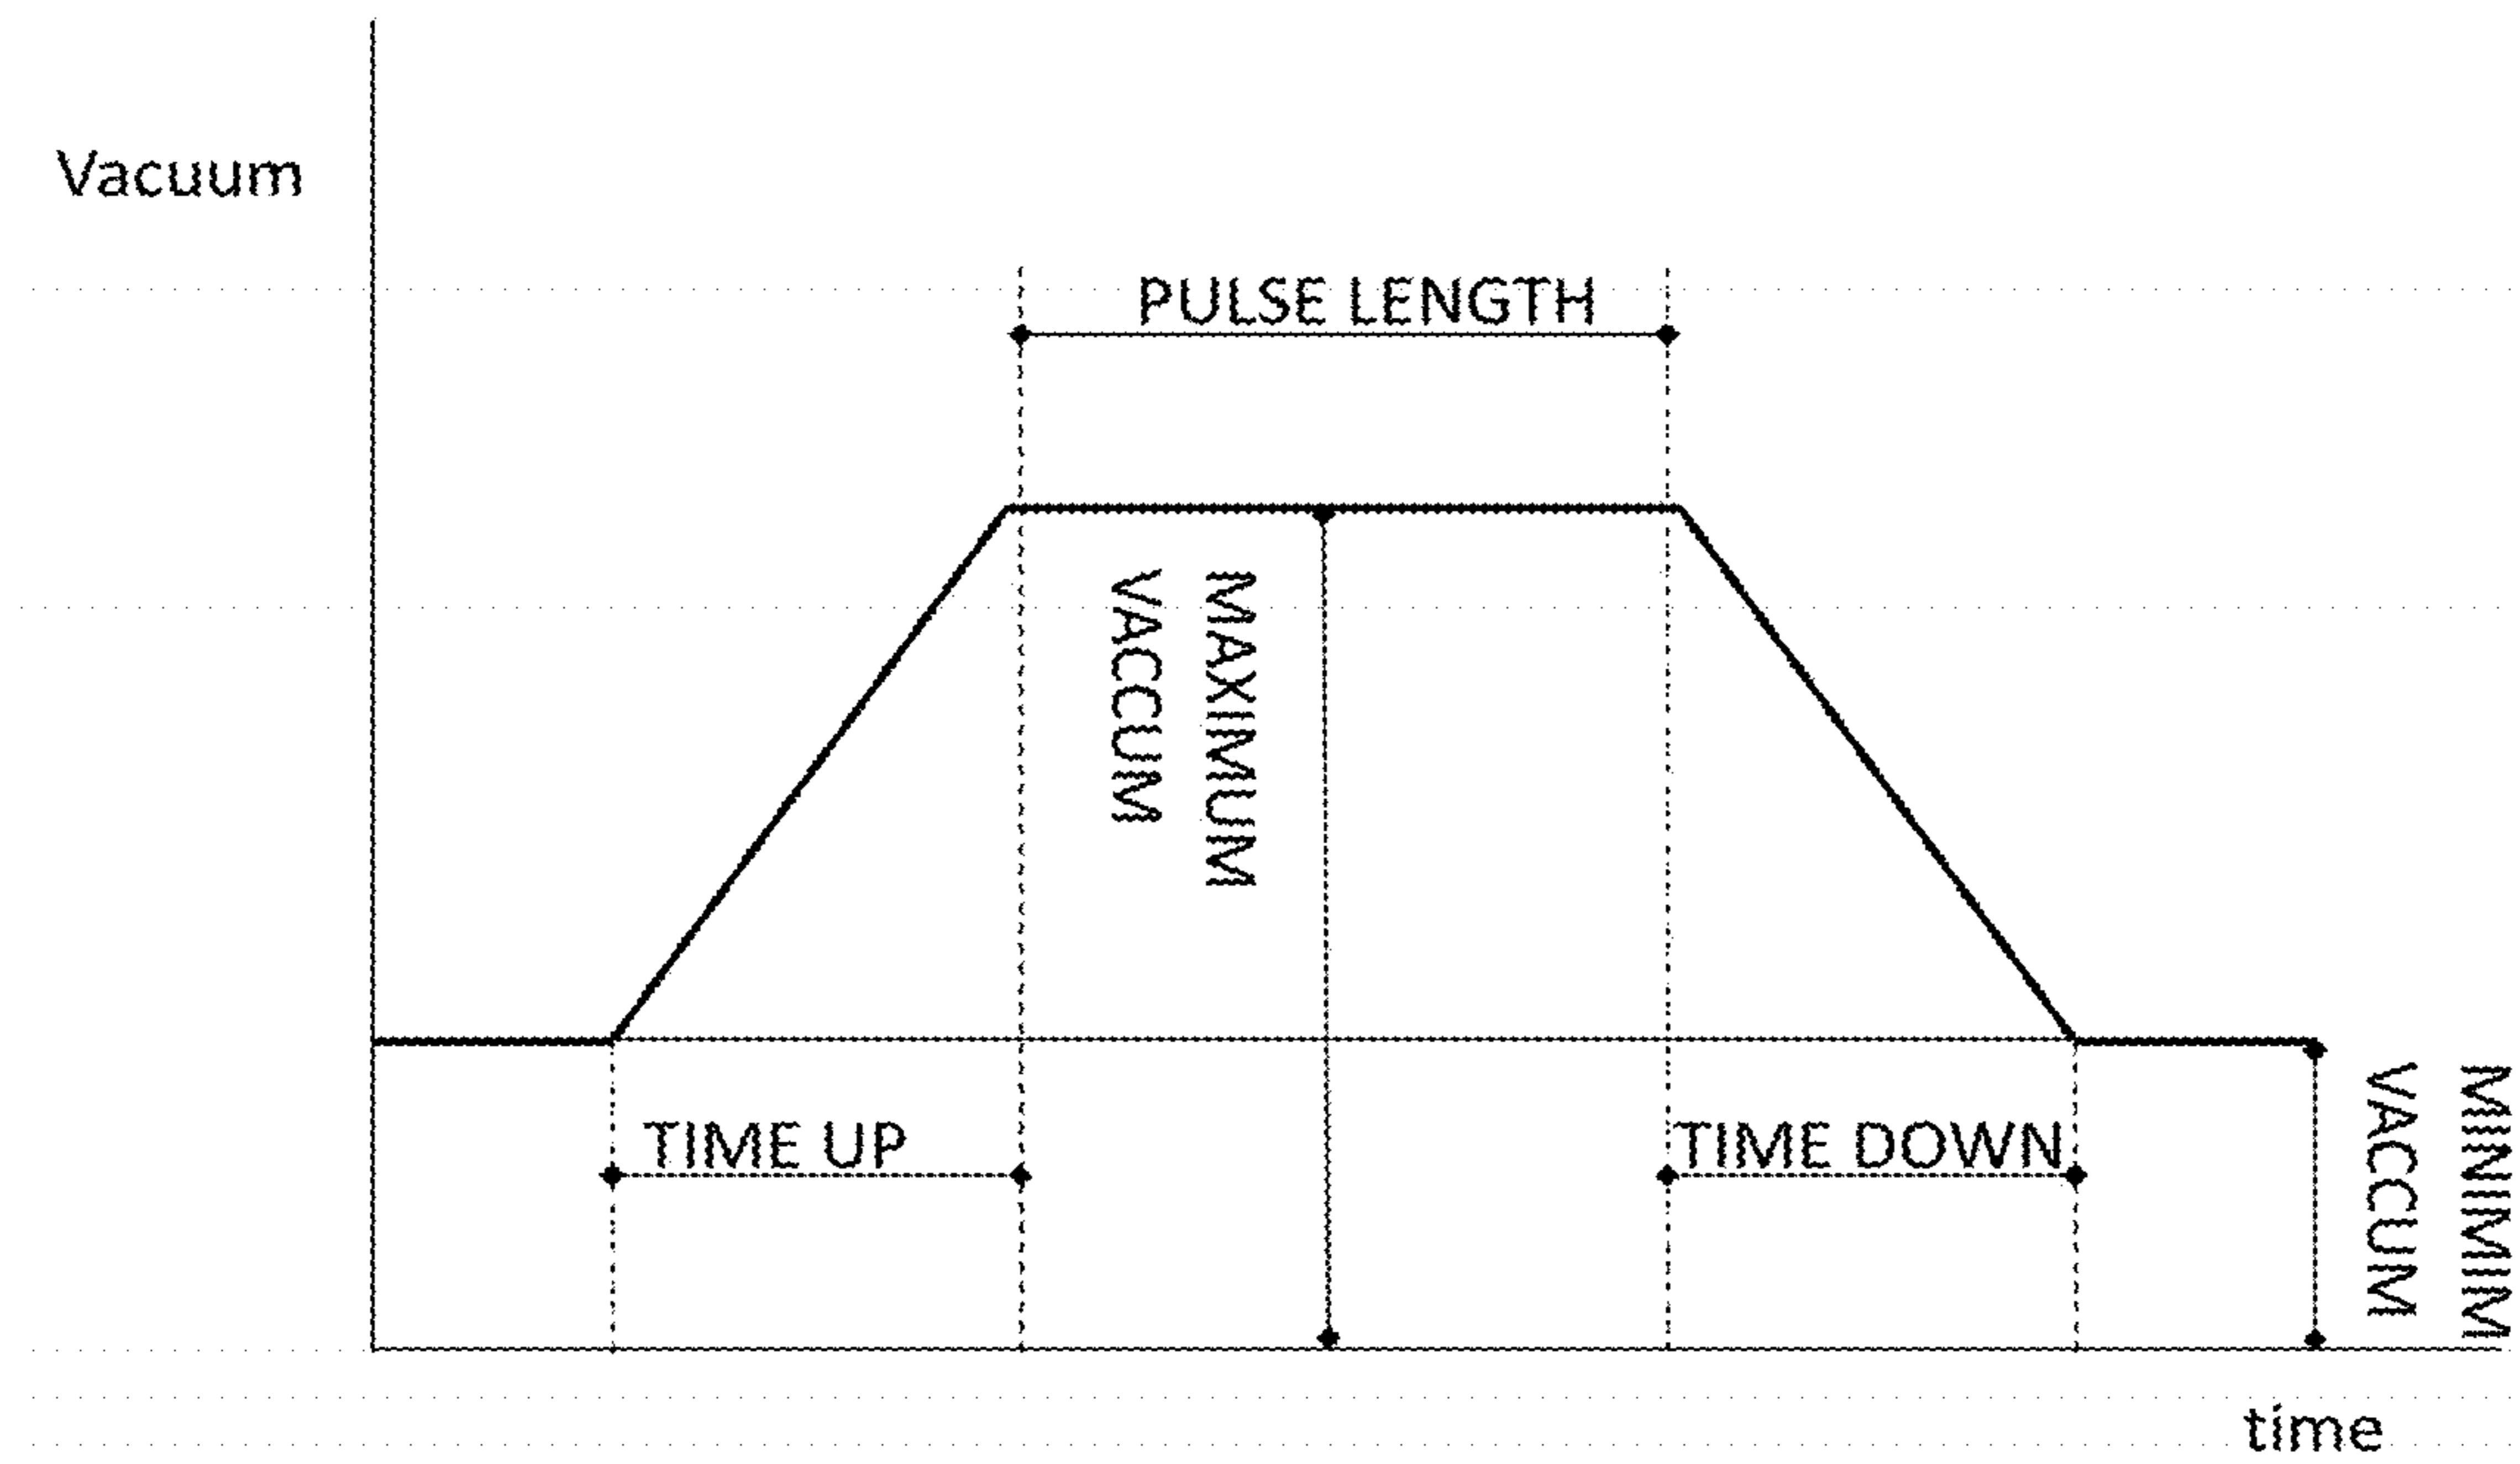 Vacuum
PULSE LENGTH
MAXIMUM
VACCUM
TIME UP
TIME DOWN
MINIMIM
VACCUM
time